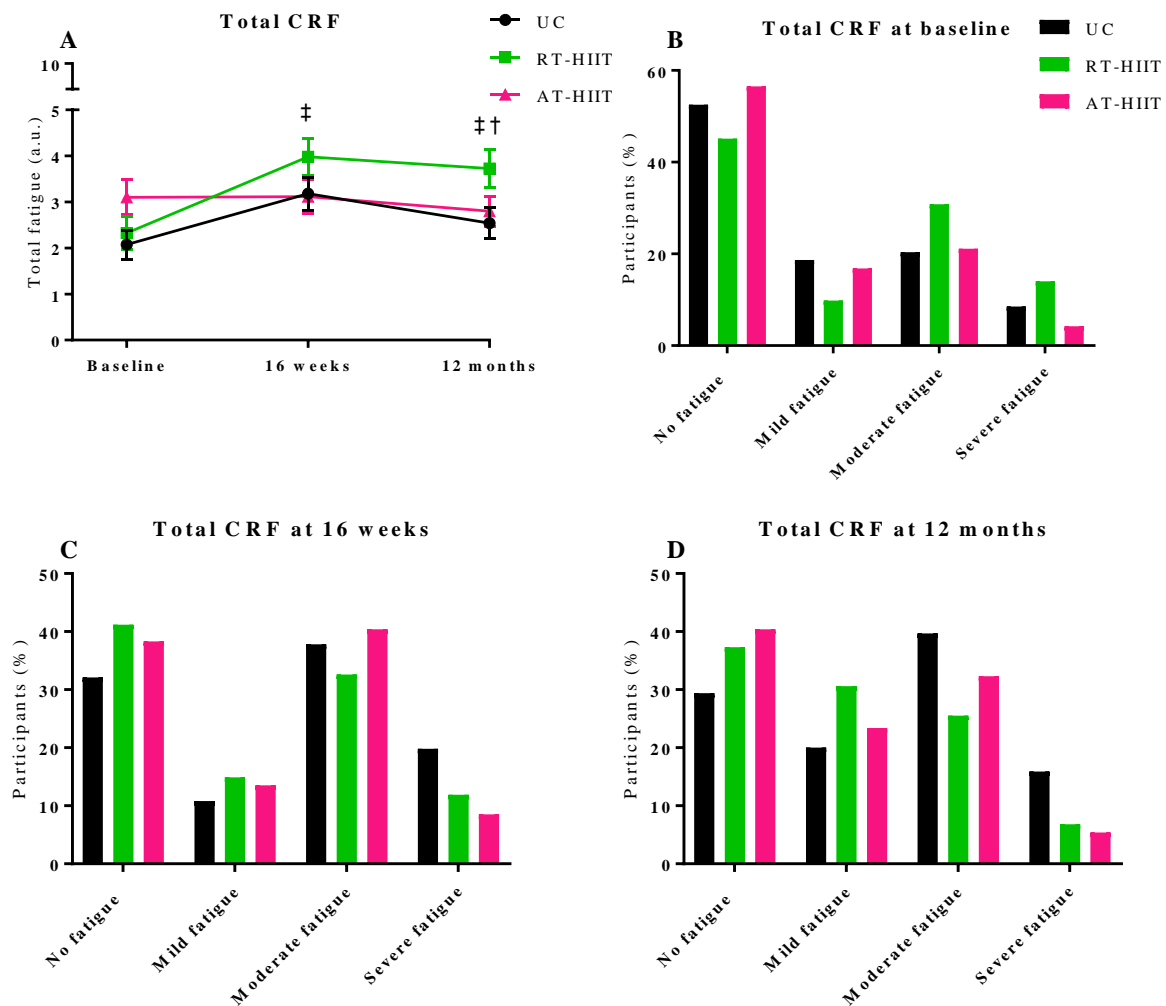 Total CRF
A
UC
RT-HIIT
AT-HIIT
10
5
4
3
2
1
0
Total fatigue (a.u.)
‡
‡†
Baseline
16 weeks
12 months
Total CRF at baseline
B
UC
RT-HIIT
AT-HIIT
60
40
20
0
Participants (%)
No fatigue
Mild fatigue
Moderate fatigue
Severe fatigue
Total CRF at 16 weeks
C
50
40
30
20
10
0
Participants (%)
No fatigue
Mild fatigue
Moderate fatigue
Severe fatigue
Total CRF at 12 months
D
50
40
30
20
10
0
Participants (%)
No fatigue
Mild fatigue
Moderate fatigue
Severe fatigue